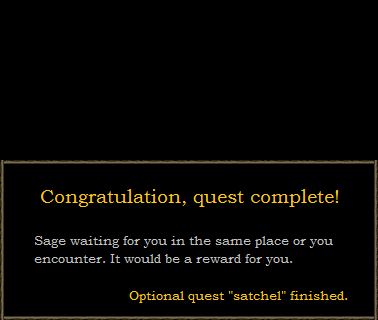 Congratulation, quest complete!
Sage waiting for you in the same place or you
encounter. It would be a reward for you.
Optional quest "satchel" finished.